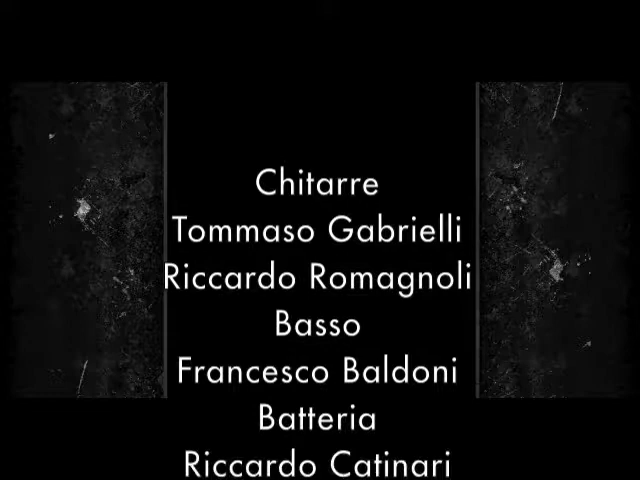 Chitarre
Tommaso Gabrielli
Riccardo Romagnoli
Basso
Francesco Baldoni
Batteria
Riccardo Catinari